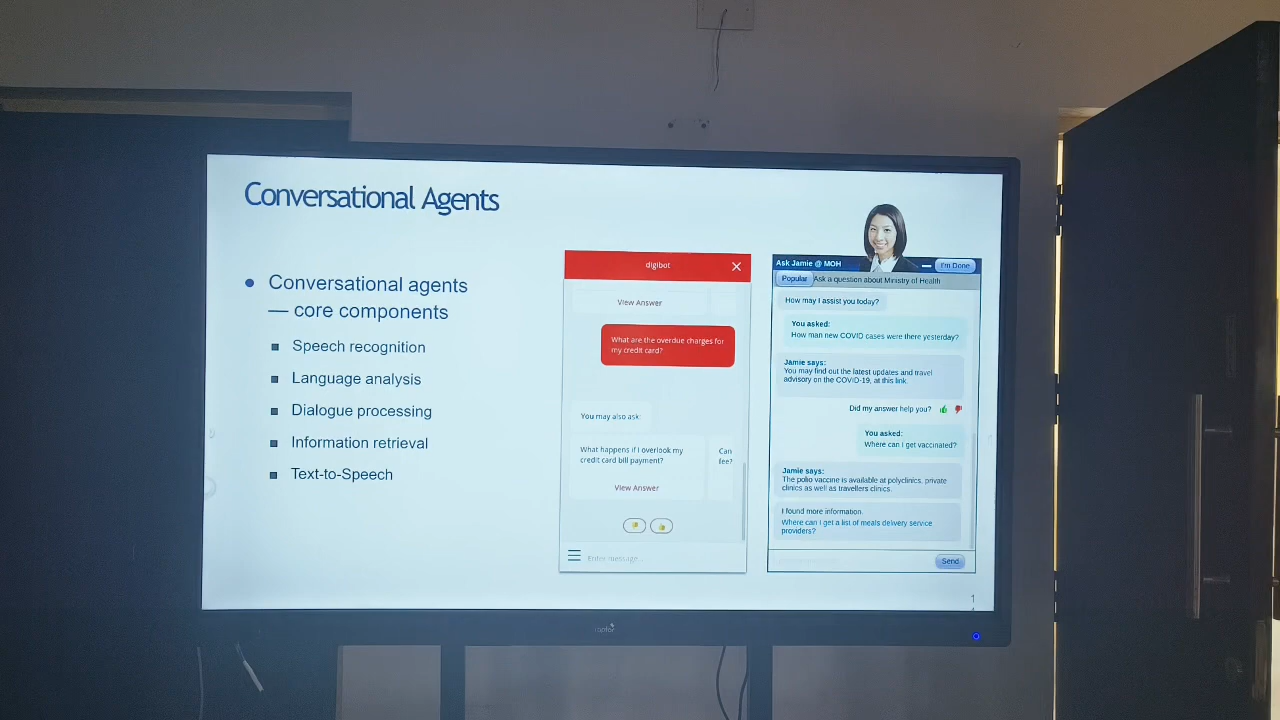 Conversational Agents
Conversational agents
— core components
Speech recognition
Language analysis
Dialogue processing
Information retrieval
Text-to-Speech
digibot
View Answer
What are the overdue charges for
my credit card?
You may also ask
What happens if I overlook my
credit card bill payment?
View Answer
Can
fee?
Enter message...
Ask Jamie @ MOH
I'm Done
Popular
Ask a question about Ministry of Health
How may I assist you today?
You asked:
How man new COVID cases were there yesterday?
Jamie says:
You may find out the latest updates and travel
advisory on the COVID-19, at this link.
Did my answer help you?
You asked:
Where can I get vaccinated?
Jamie says:
The polio vaccine is available at polyclinics, private
clinics as well as travellers clinics.
I found more information.
Where can I get a list of meals delivery service
providers?
Send
1
raptor